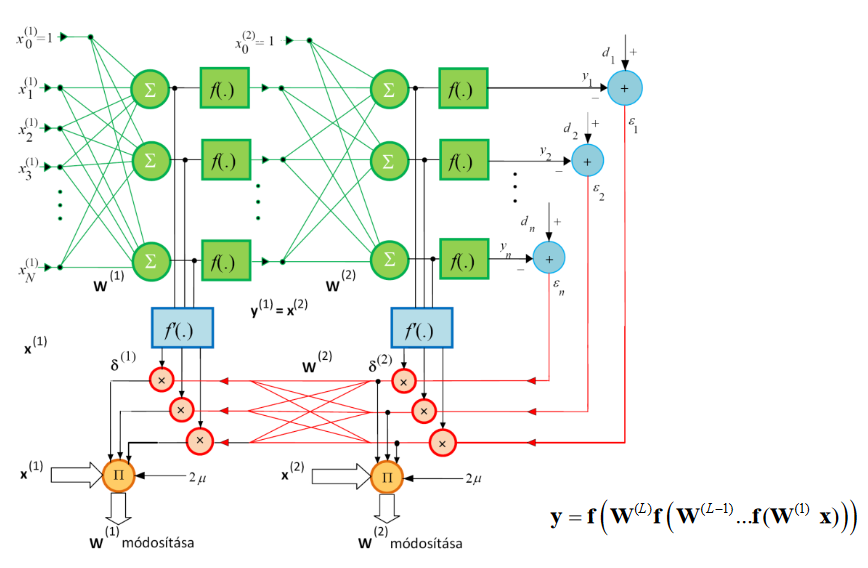 x₀⁽¹⁾=1
x₀⁽²⁾=1
d₁ +
x₁⁽¹⁾
Σ
f(.)
Σ
f(.)
y₁
−
+
x₂⁽¹⁾
d₂ +
ε₁
x₃⁽¹⁾
Σ
f(.)
Σ
f(.)
y₂
−
+
ε₂
dₙ +
x_N⁽¹⁾
Σ
f(.)
Σ
f(.)
yₙ
−
+
W⁽¹⁾
W⁽²⁾
εₙ
y⁽¹⁾ = x⁽²⁾
f'(.)
f'(.)
x⁽¹⁾
δ⁽¹⁾
W⁽²⁾
δ⁽²⁾
×
×
×
×
×
×
x⁽¹⁾
Π
2μ
x⁽²⁾
Π
2μ
W⁽¹⁾ módosítása
W⁽²⁾ módosítása
y = f(W⁽ᴸ⁾f(W⁽ᴸ⁻¹⁾...f(W⁽¹⁾ x)))